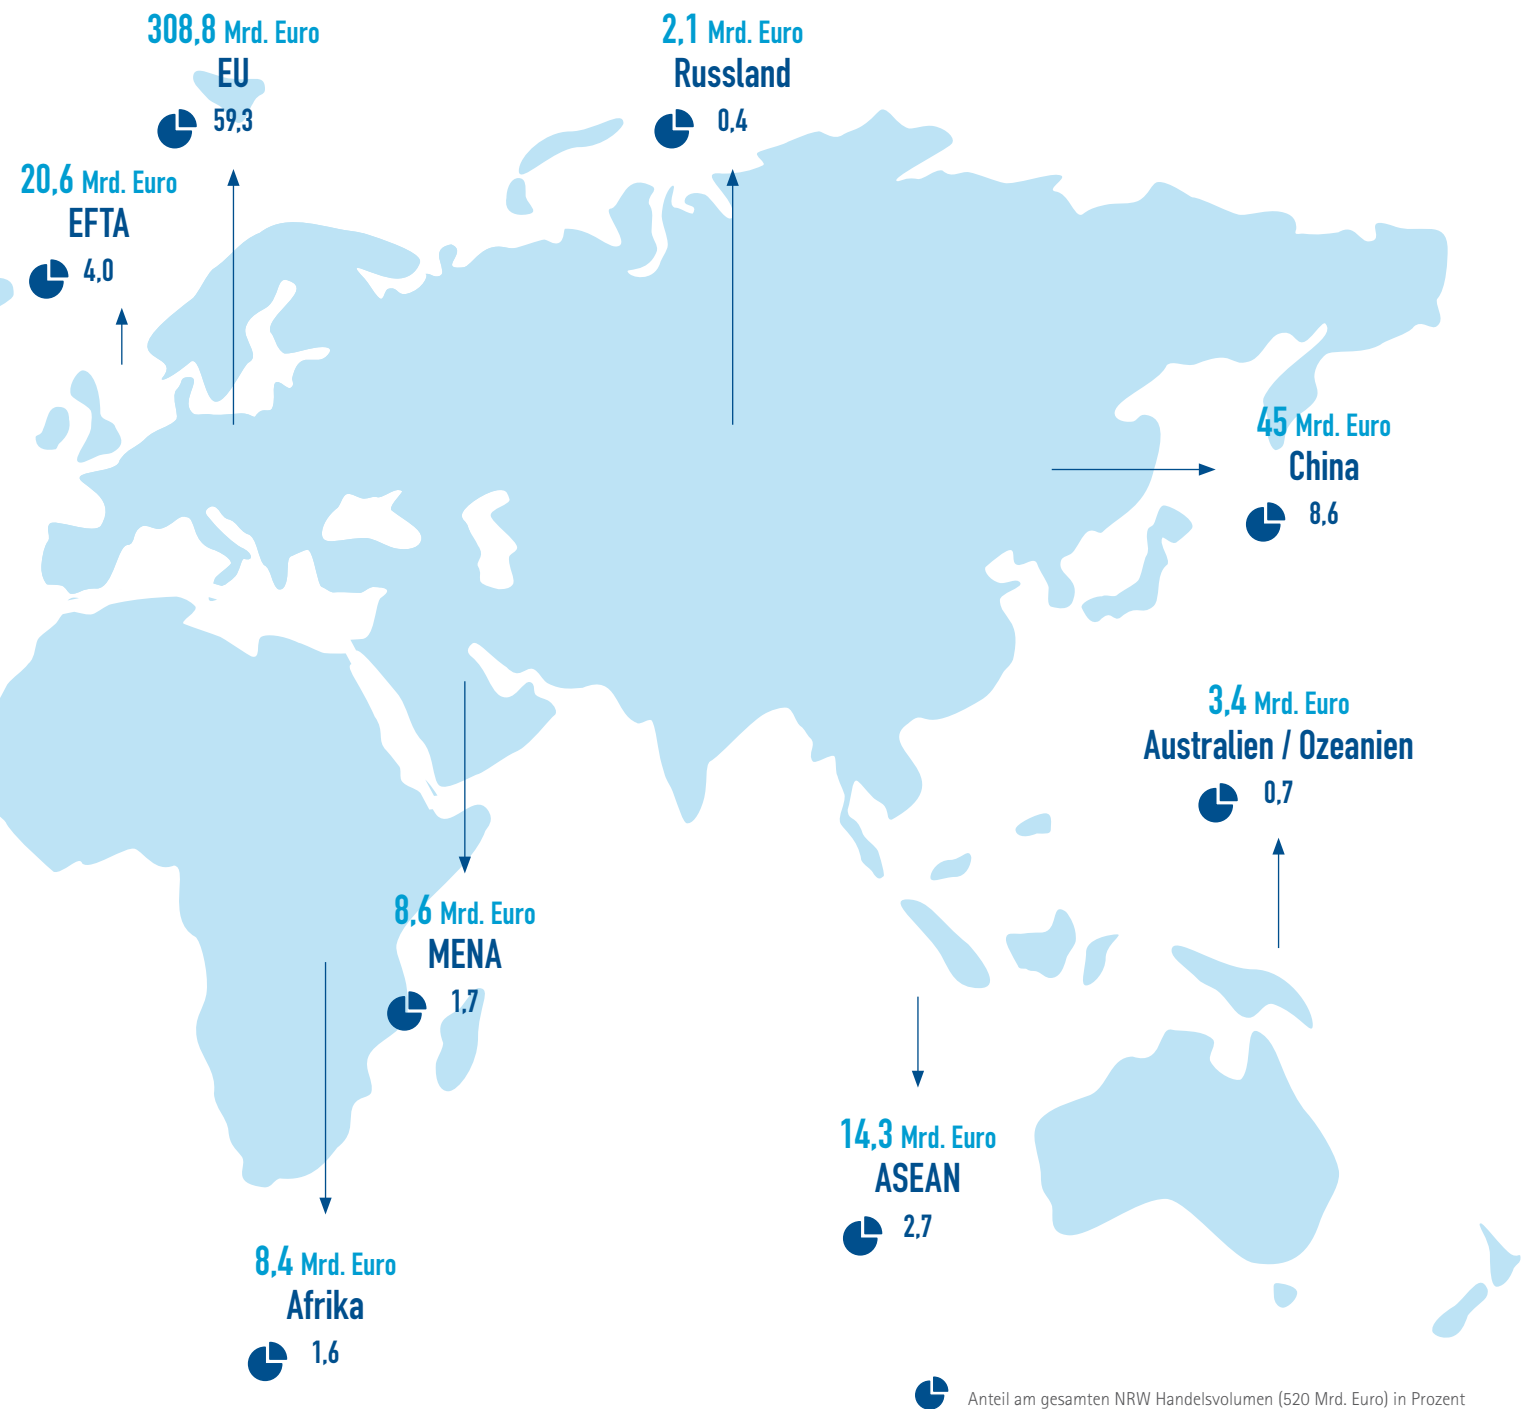 308,8 Mrd. Euro
EU
59,3
2,1 Mrd. Euro
Russland
0,4
20,6 Mrd. Euro
EFTA
4,0
45 Mrd. Euro
China
8,6
3,4 Mrd. Euro
Australien / Ozeanien
0,7
8,6 Mrd. Euro
MENA
1,7
14,3 Mrd. Euro
ASEAN
2,7
8,4 Mrd. Euro
Afrika
1,6
Anteil am gesamten NRW Handelsvolumen (520 Mrd. Euro) in Prozent